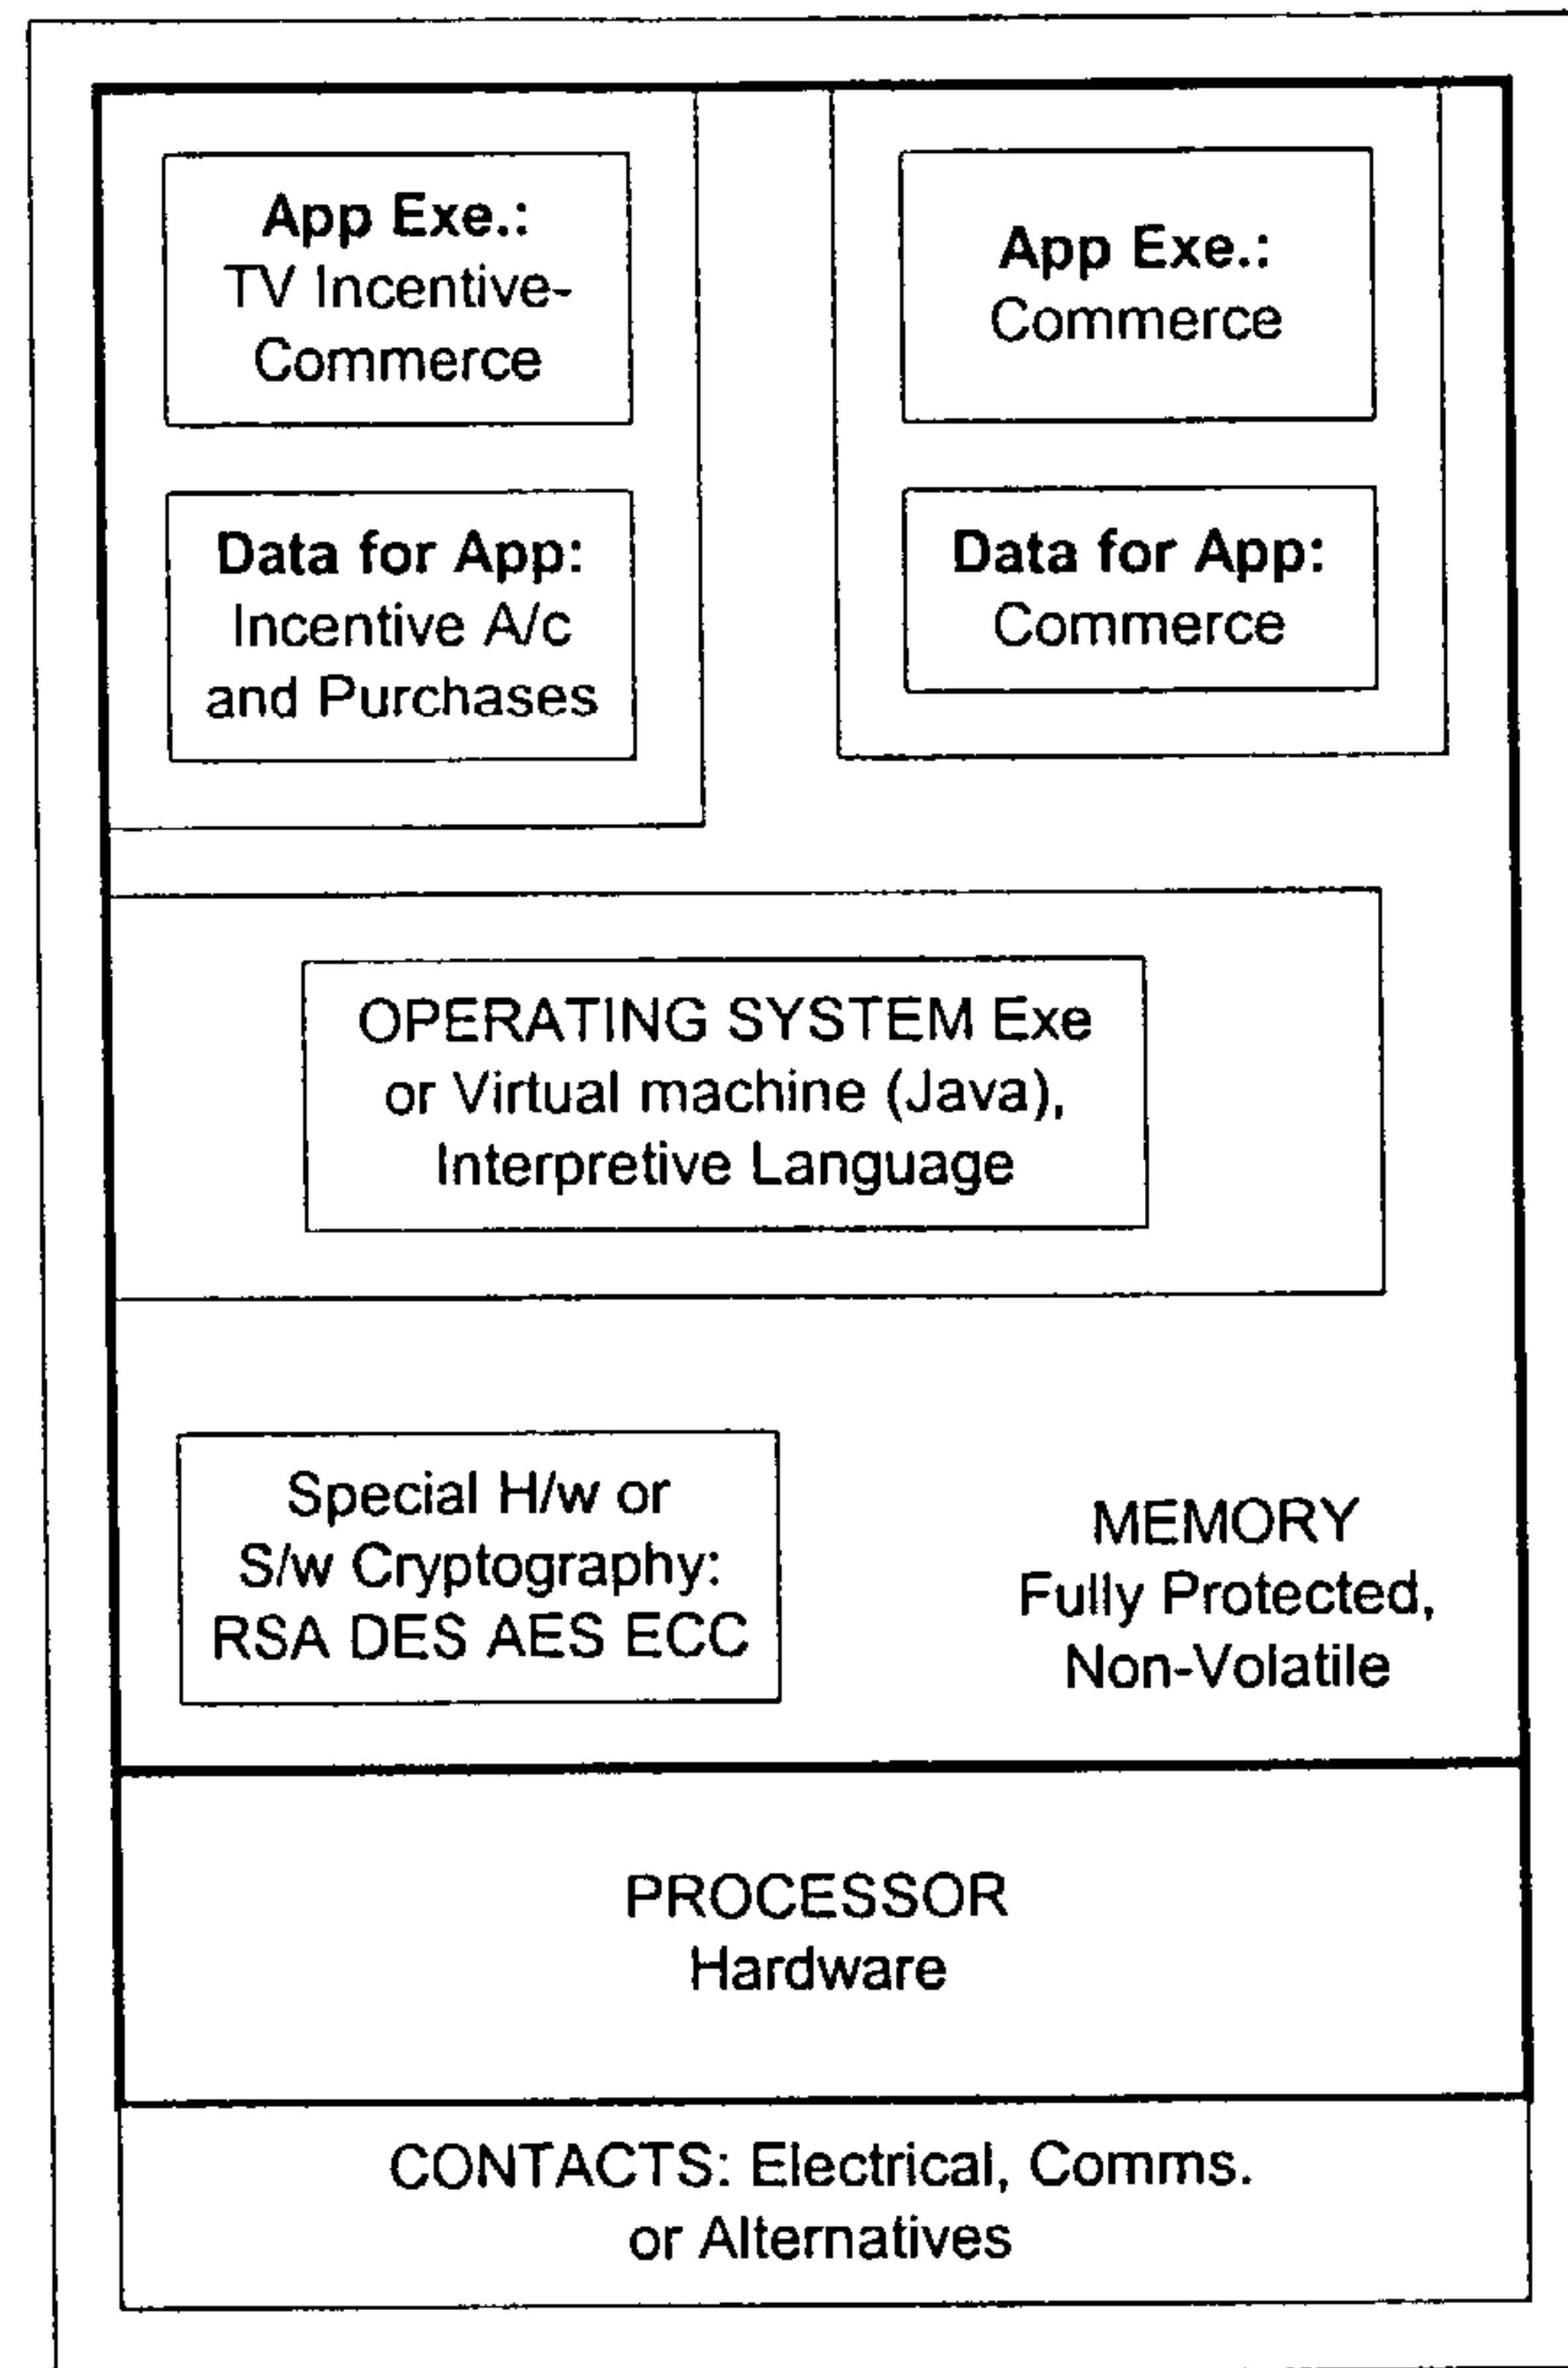 App Exe.:
TV Incentive-
Commerce
App Exe.:
Commerce
Data for App:
Incentive A/c
and Purchases
Data for App:
Commerce
OPERATING SYSTEM Exe
or Virtual machine (Java),
Interpretive Language
Special H/w or
S/w Cryptography:
RSA DES AES ECC
MEMORY
Fully Protected,
Non-Volatile
PROCESSOR
Hardware
CONTACTS: Electrical, Comms.
or Alternatives